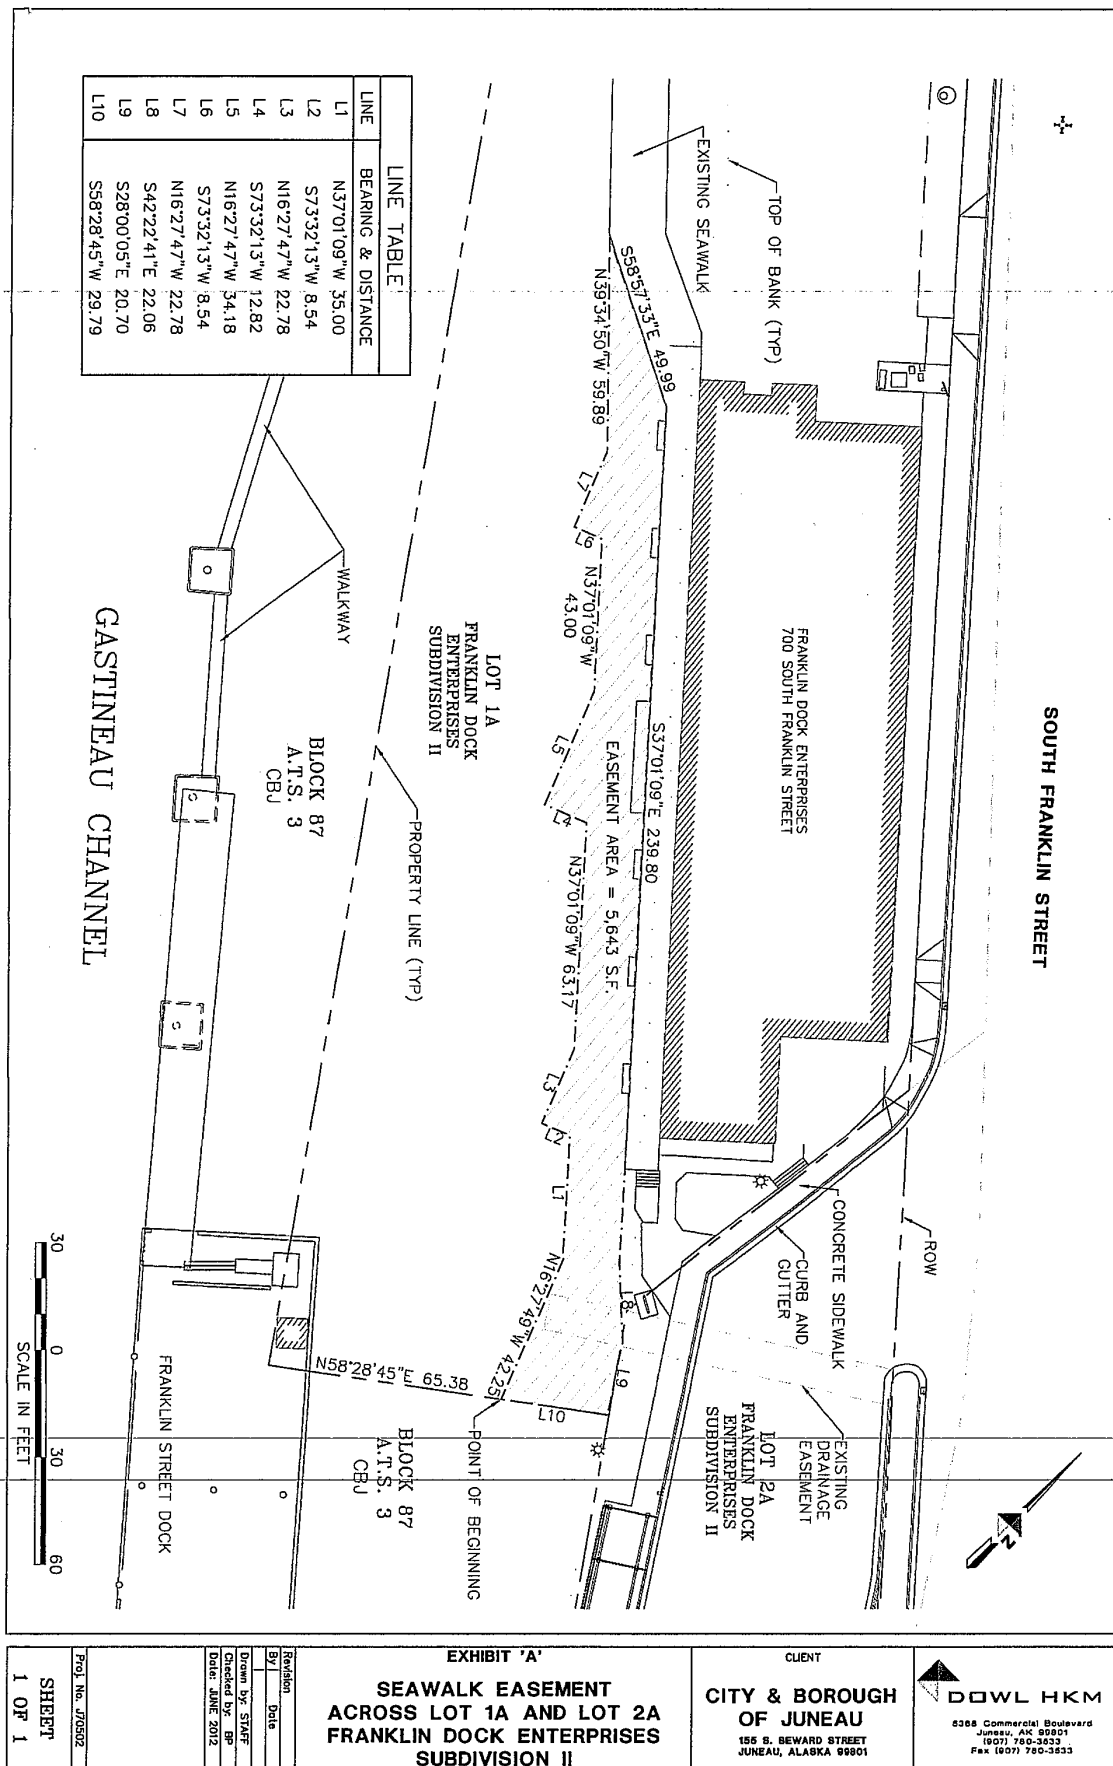 SOUTH FRANKLIN STREET
TOP OF BANK (TYP)
EXISTING SEAWALK
FRANKLIN DOCK ENTERPRISES
700 SOUTH FRANKLIN STREET
ROW
CONCRETE SIDEWALK
CURB AND
GUTTER
EXISTING
DRAINAGE
EASEMENT
LOT 2A
FRANKLIN DOCK
ENTERPRISES
SUBDIVISION II
N
S58°57'33"E 49.99
N39°34'50"W 59.89
S37°01'09"E 239.80
EASEMENT AREA = 5,643 S.F.
L7
L6
N37°01'09"W
43.00
L5
L4
N37°01'09"W 63.17
L3
L2
L1
N16°27'49"W 42.25
L8
L9
L10
N58°28'45"E 65.38
POINT OF BEGINNING
LOT 1A
FRANKLIN DOCK
ENTERPRISES
SUBDIVISION II
PROPERTY LINE (TYP)
WALKWAY
BLOCK 87
A.T.S. 3
CBJ
BLOCK 87
A.T.S. 3
CBJ
GASTINEAU CHANNEL
FRANKLIN STREET DOCK
30 0 30 60
SCALE IN FEET
LINE TABLE
LINE BEARING & DISTANCE
L1 N37°01'09"W 35.00
L2 S73°32'13"W 8.54
L3 N16°27'47"W 22.78
L4 S73°32'13"W 12.82
L5 N16°27'47"W 34.18
L6 S73°32'13"W 8.54
L7 N16°27'47"W 22.78
L8 S42°22'41"E 22.06
L9 S28°00'05"E 20.70
L10 S58°28'45"W 29.79
SHEET
1 OF 1
Proj. No. J70502
Revision
By Date
Drawn by: STAFF
Checked by: BP
Date: JUNE 2012
EXHIBIT 'A'
SEAWALK EASEMENT
ACROSS LOT 1A AND LOT 2A
FRANKLIN DOCK ENTERPRISES
SUBDIVISION II
CLIENT
CITY & BOROUGH
OF JUNEAU
155 S. SEWARD STREET
JUNEAU, ALASKA 99801
DOWL HKM
5368 Commercial Boulevard
Juneau, AK 99801
(907) 780-3533
Fax (907) 780-3533